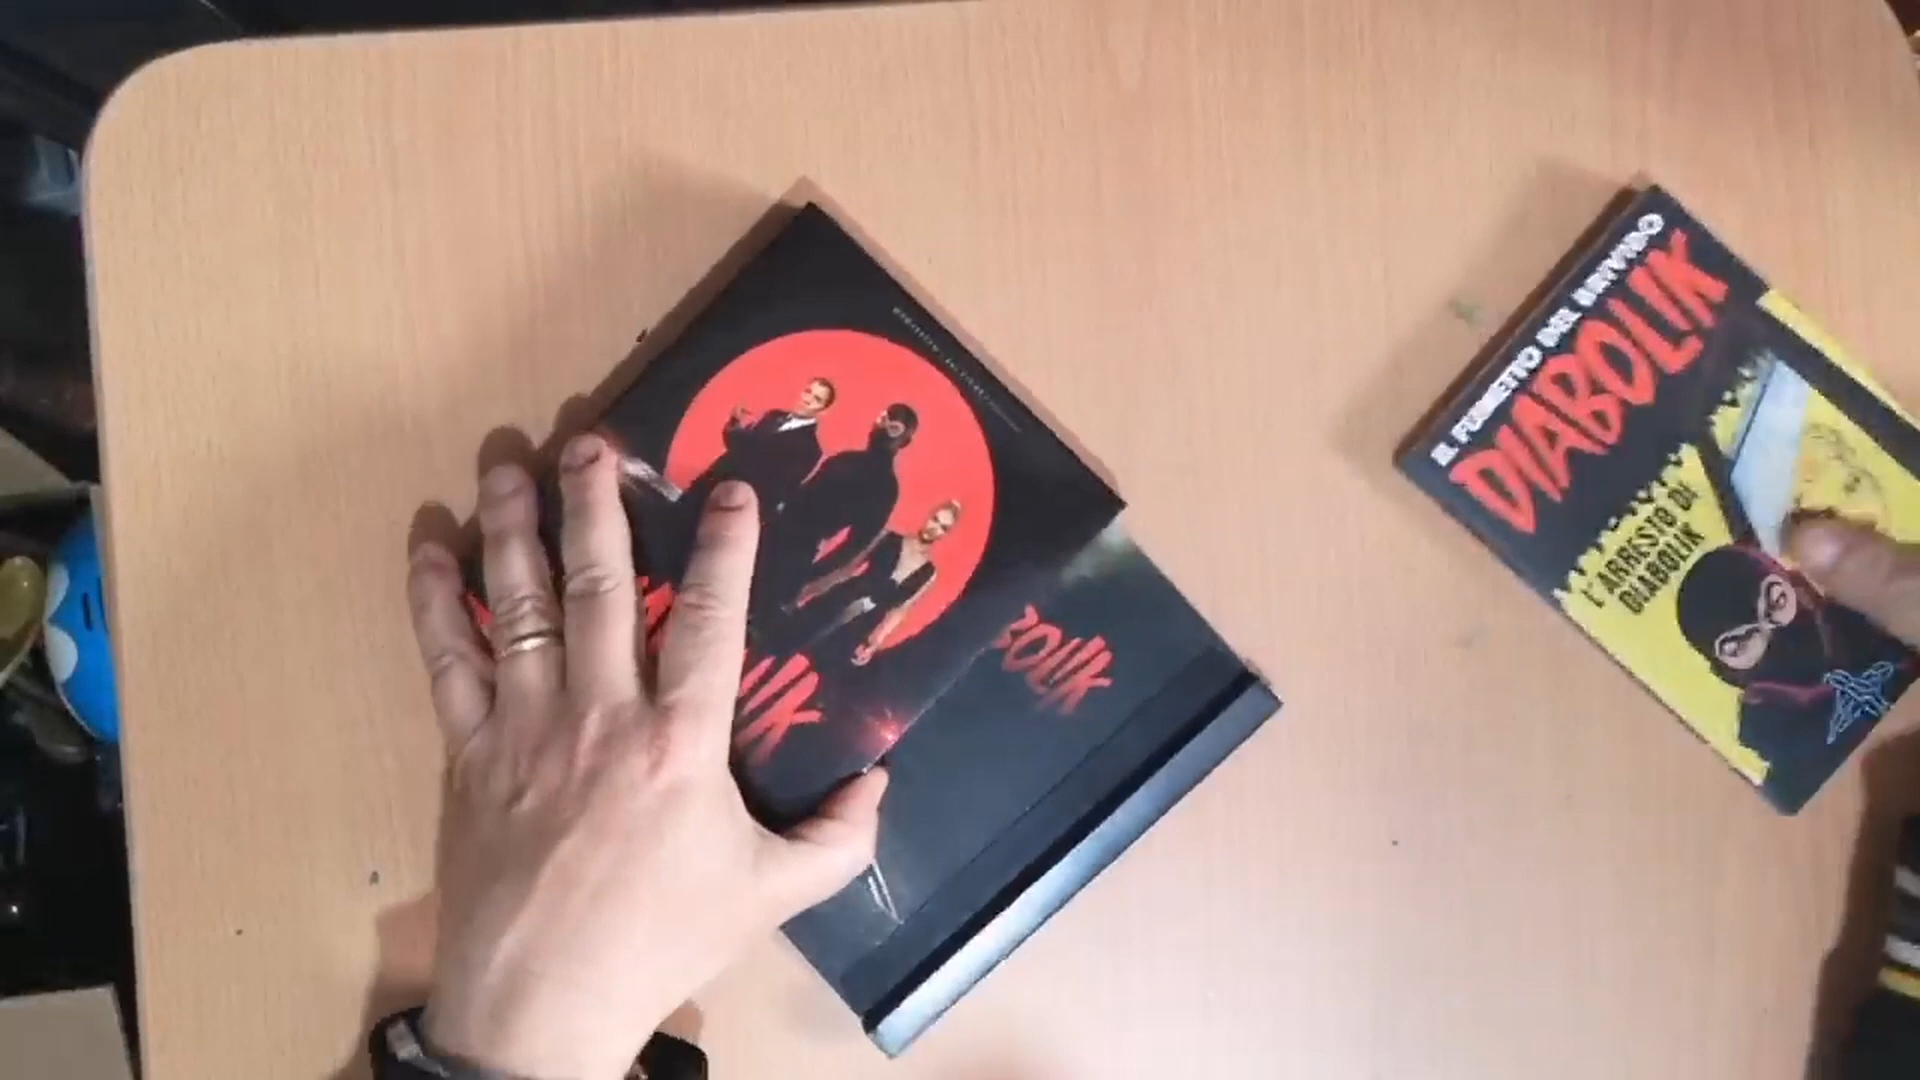 BOLIK
IL FUMETTO DEL BRIVIDO
DIABOLIK
L'ARRESTO DI
DIABOLIK